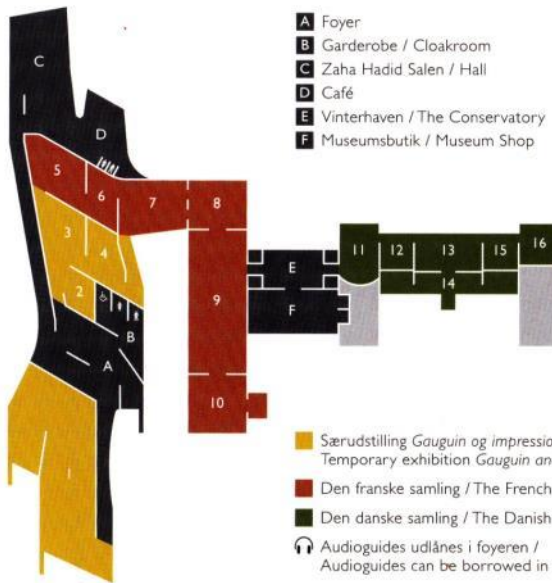 A Foyer
B Garderobe / Cloakroom
C Zaha Hadid Salen / Hall
D Café
E Vinterhaven / The Conservatory
F Museumsbutik / Museum Shop
C
D
5
6
7
8
3
4
2
B
A
1
9
10
E
F
11
12
13
14
15
16
Særudstilling Gauguin og impressio
Temporary exhibition Gauguin an
Den franske samling / The French
Den danske samling / The Danish
Audioguides udlånes i foyeren /
Audioguides can be borrowed in